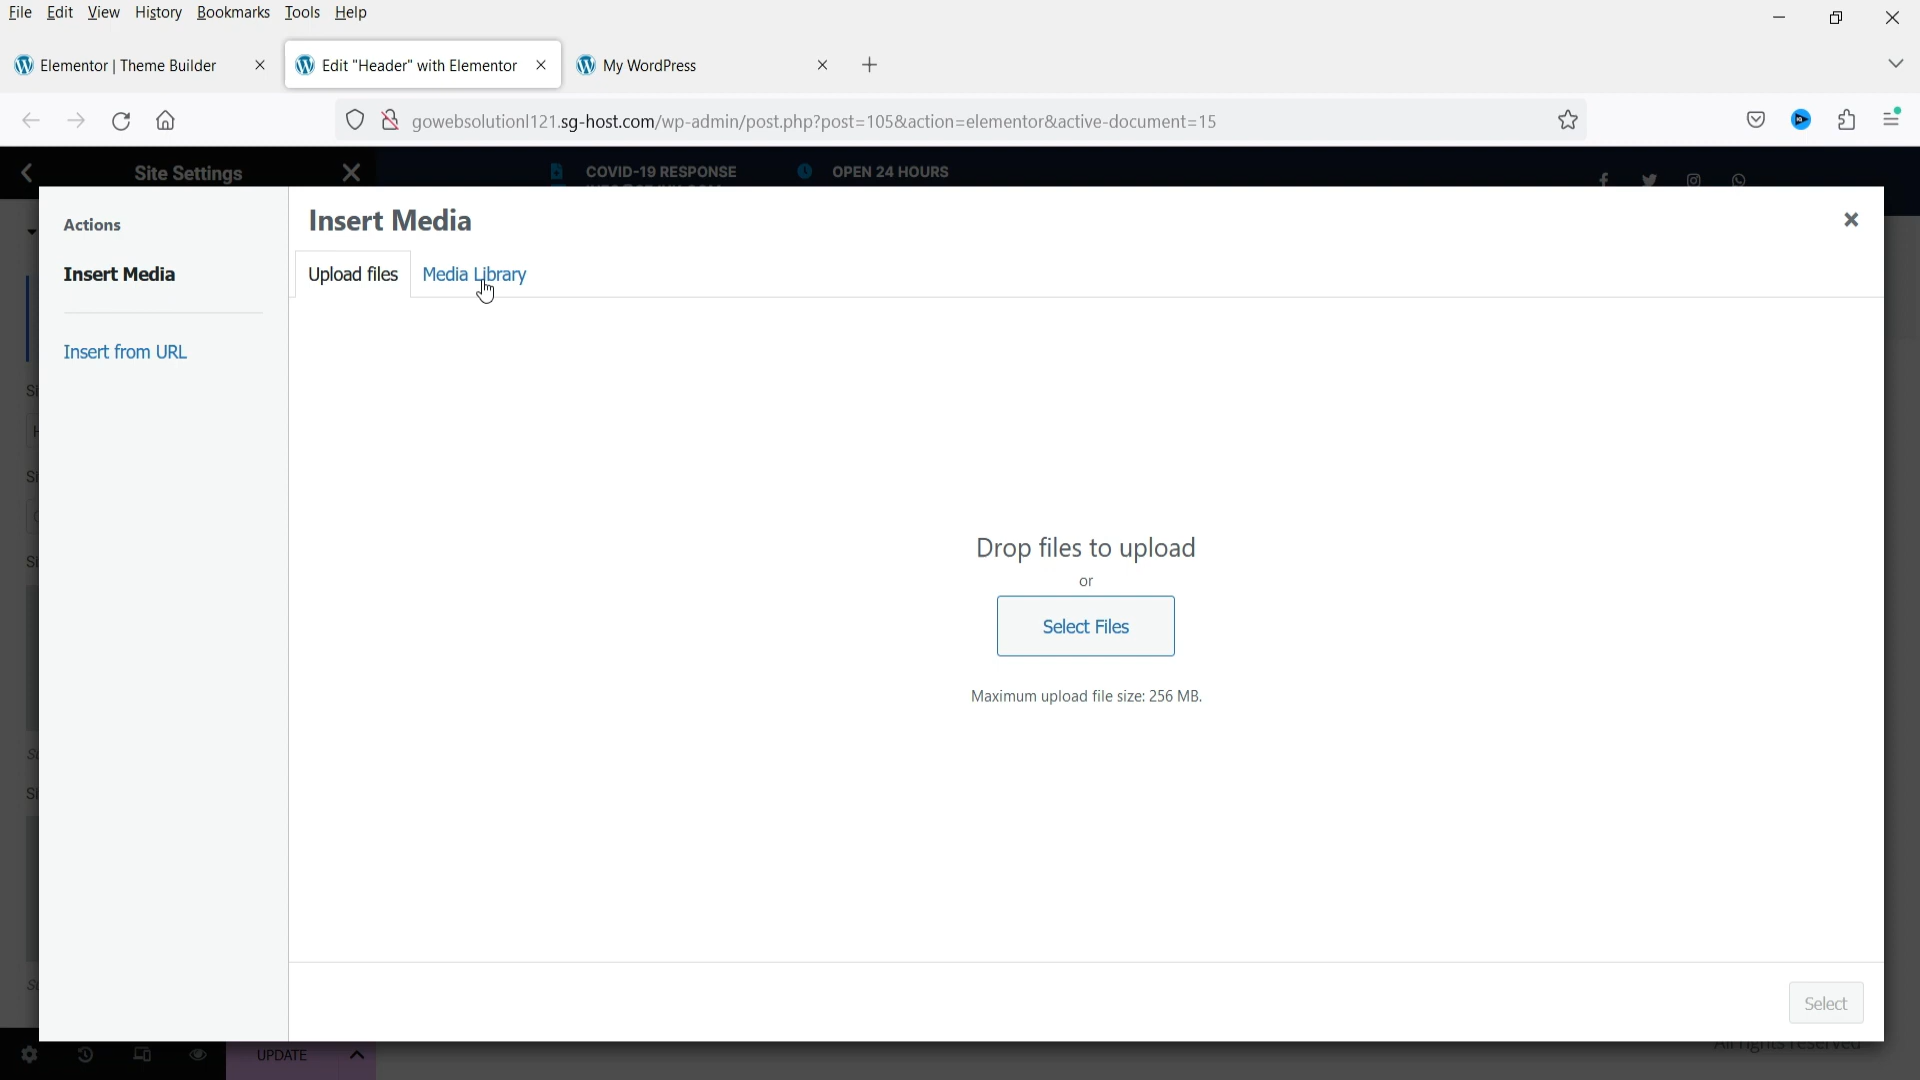 File Edit View History Bookmarks Tools Help
Elementor | Theme Builder
Edit "Header" with Elementor
My WordPress
gowebsolutionl121.sg-host.com/wp-admin/post.php?post=105&action=elementor&active-document=15
Site Settings
COVID-19 RESPONSE
OPEN 24 HOURS
Actions
Insert Media
Insert from URL
Insert Media
Upload files
Media Library
Drop files to upload
or
Select Files
Maximum upload file size: 256 MB.
Select
UPDATE
All rights reserved